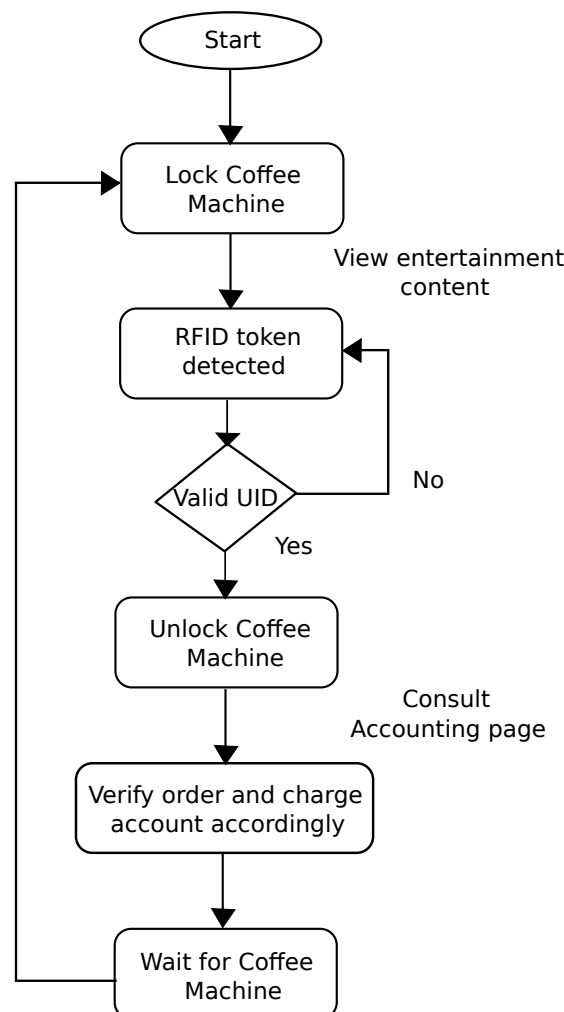 Start
Lock Coffee
Machine
View entertainment
content
RFID token
detected
No
Valid UID
Yes
Unlock Coffee
Machine
Consult
Accounting page
Verify order and charge
account accordingly
Wait for Coffee
Machine